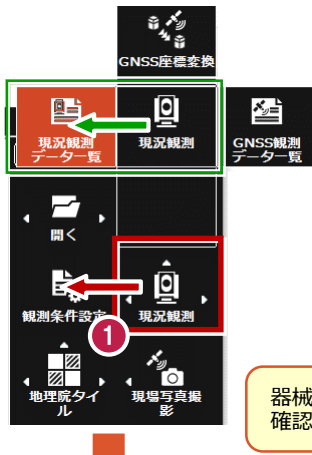 GNSS座標変換
現況観測
データ一覧
現況観測
GNSS観測
データ一覧
開く
観測条件設定
現況観測
1
地理院タイ
ル
現場写真撮
影
器械
確認